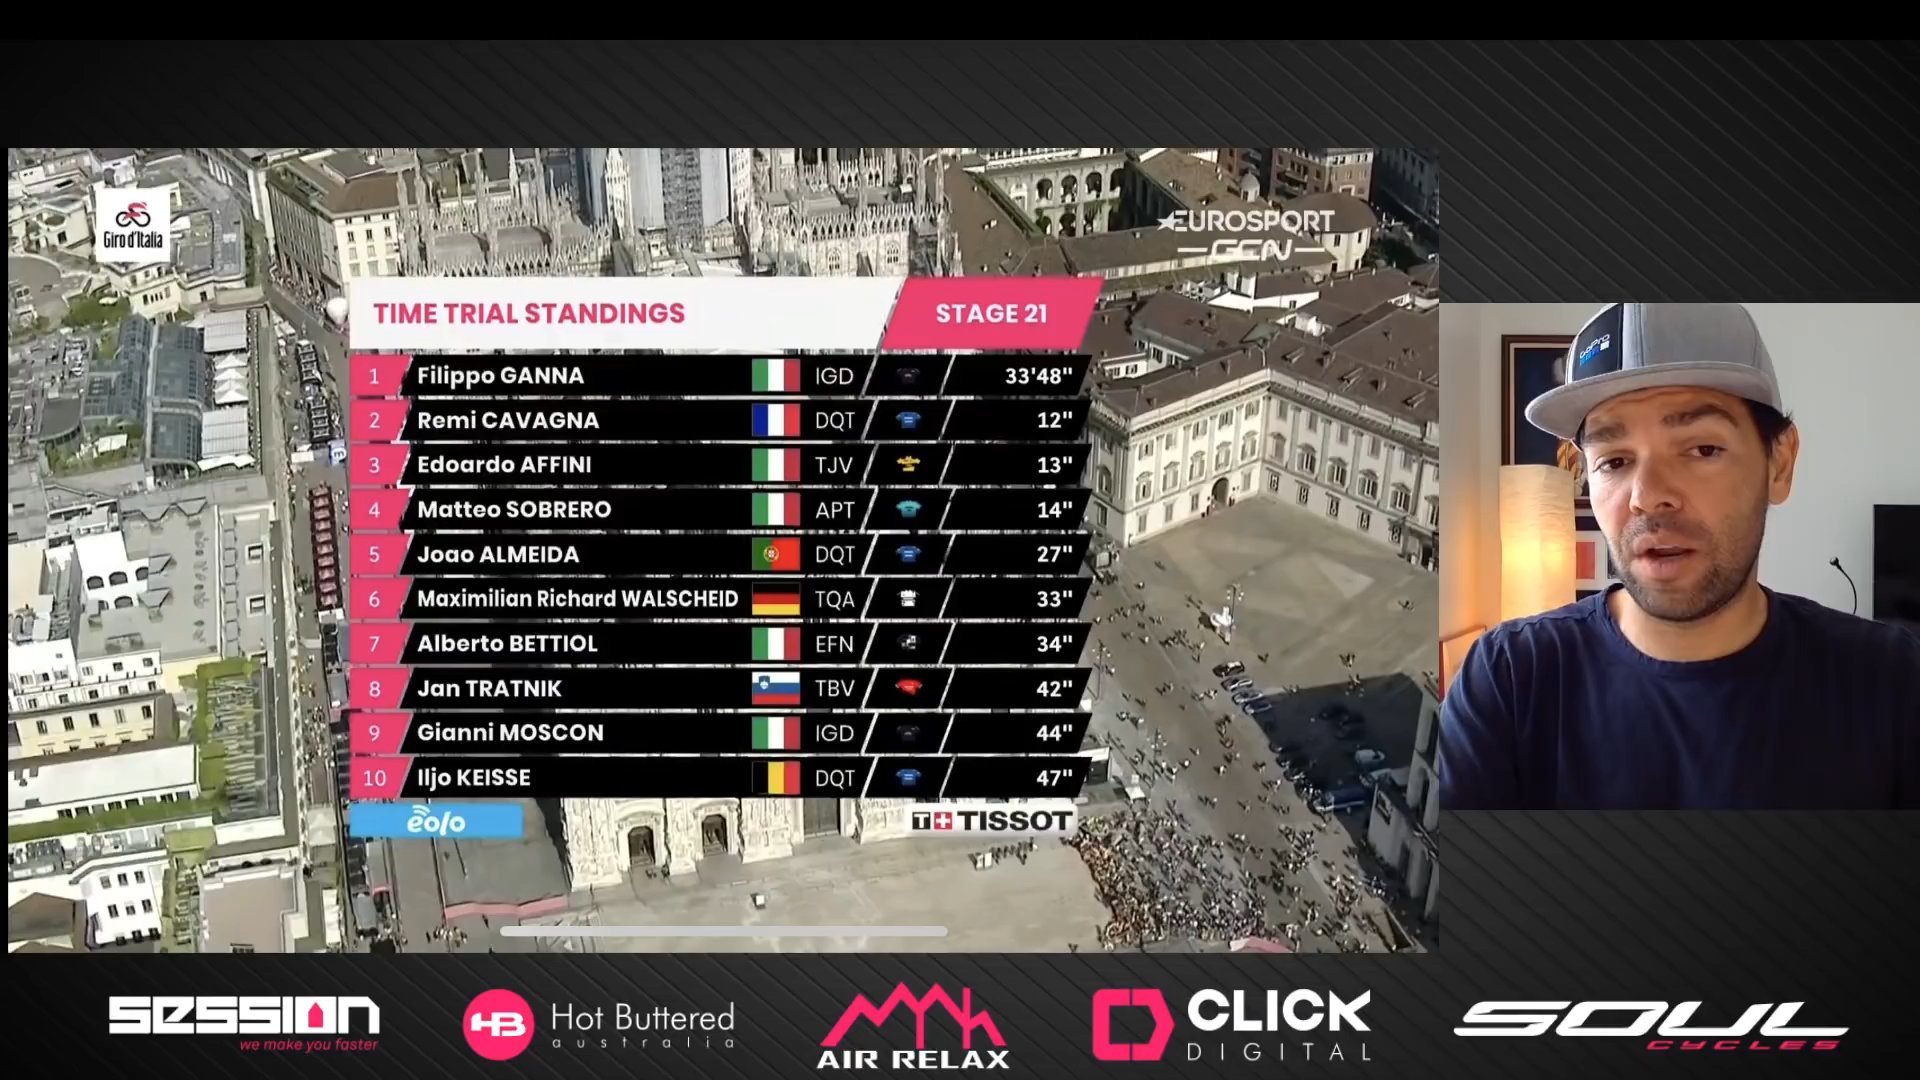 Giro d'Italia
EUROSPORT
GCN
TIME TRIAL STANDINGS STAGE 21
1 Filippo GANNA IGD 33'48"
2 Remi CAVAGNA DQT 12"
3 Edoardo AFFINI TJV 13"
4 Matteo SOBRERO APT 14"
5 Joao ALMEIDA DQT 27"
6 Maximilian Richard WALSCHEID TQA 33"
7 Alberto BETTIOL EFN 34"
8 Jan TRATNIK TBV 42"
9 Gianni MOSCON IGD 44"
10 Iljo KEISSE DQT 47"
eolo
T+ TISSOT
GoPro
SESSION
we make you faster
HB Hot Buttered
australia
AIR RELAX
CLICK
DIGITAL
SOUL
CYCLES